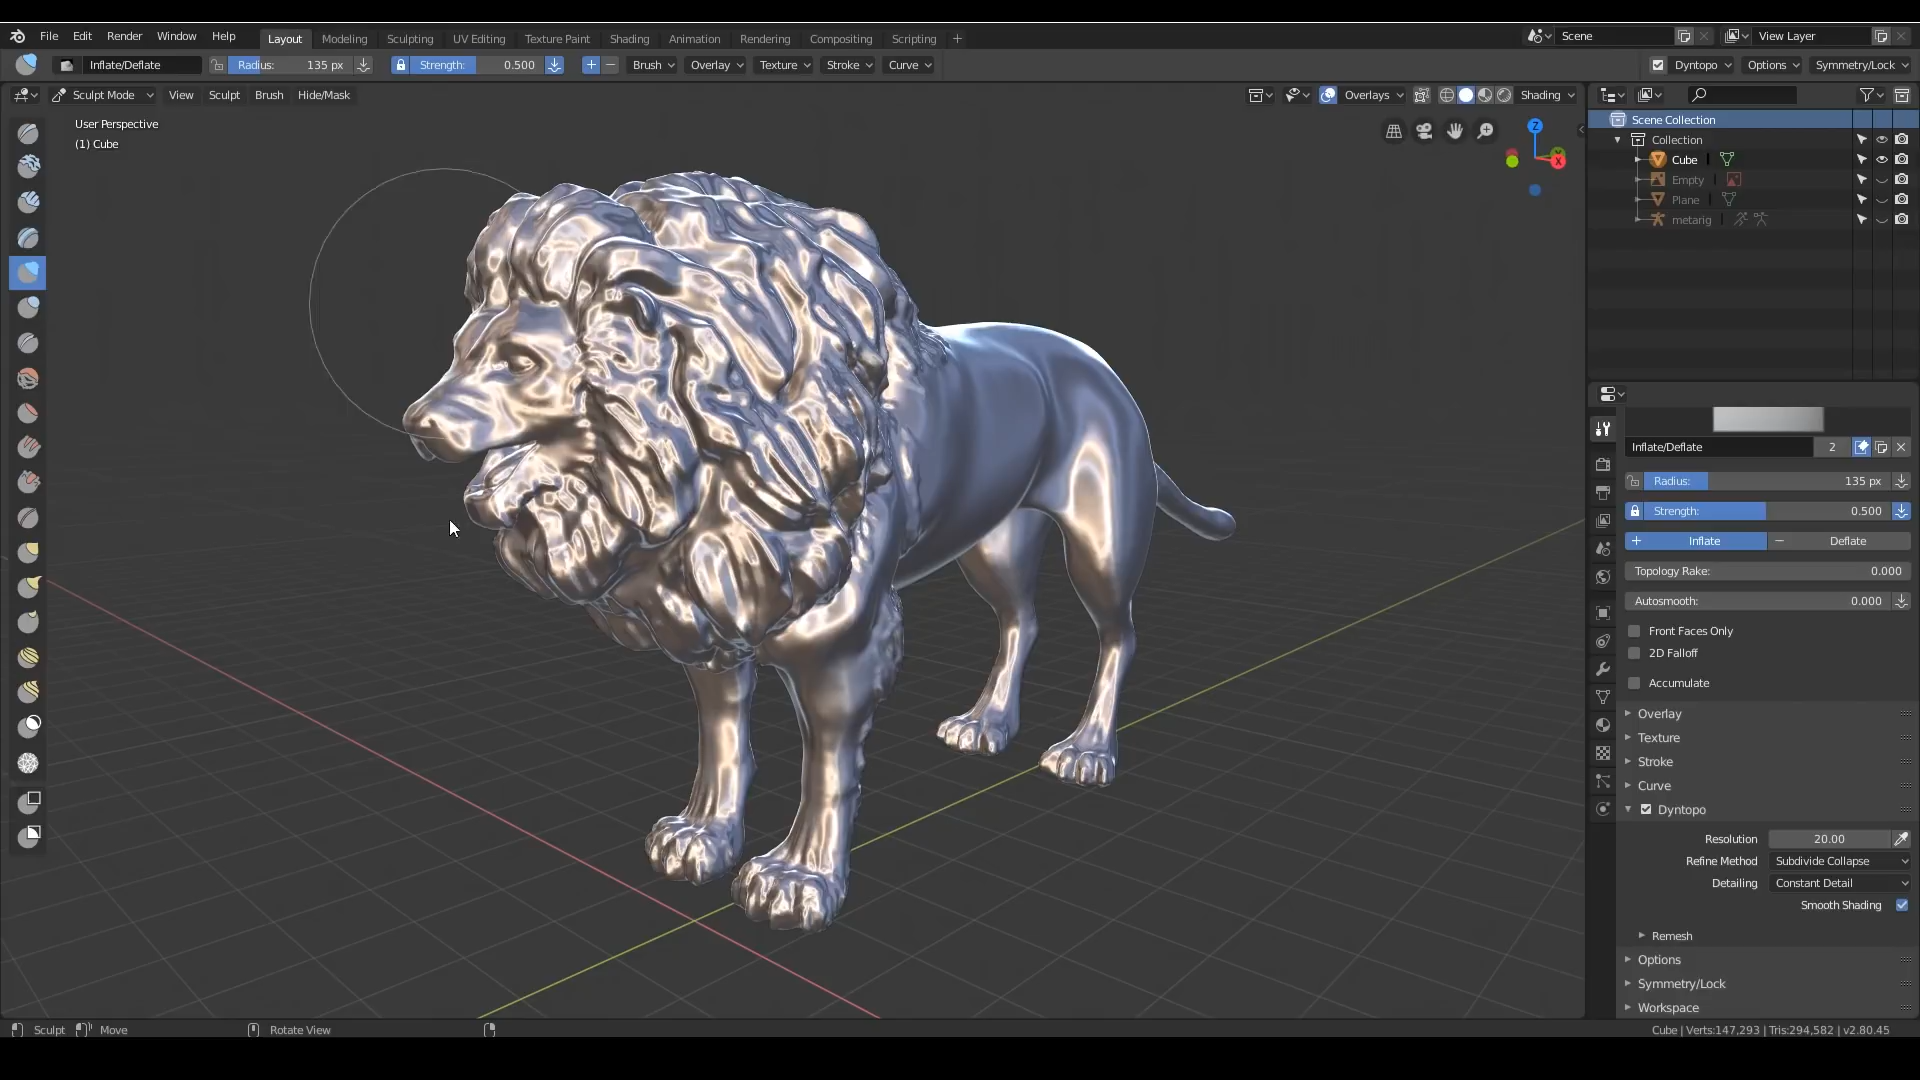 File Edit Render Window Help Layout Modeling Sculpting UV Editing Texture Paint Shading Animation Rendering Compositing Scripting + Scene View Layer
Inflate/Deflate Radius: 135 px Strength: 0.500 + − Brush Overlay Texture Stroke Curve Dyntopo Options Symmetry/Lock
Sculpt Mode View Sculpt Brush Hide/Mask Overlays Shading
User Perspective
(1) Cube
Z
Y
X
Scene Collection
Collection
Cube
Empty
Plane
metarig
Inflate/Deflate 2
Radius: 135 px
Strength: 0.500
+ Inflate − Deflate
Topology Rake: 0.000
Autosmooth: 0.000
Front Faces Only
2D Falloff
Accumulate
Overlay
Texture
Stroke
Curve
Dyntopo
Resolution 20.00
Refine Method Subdivide Collapse
Detailing Constant Detail
Smooth Shading
Remesh
Options
Symmetry/Lock
Workspace
Sculpt Move Rotate View Cube | Verts:147,293 | Tris:294,582 | v2.80.45